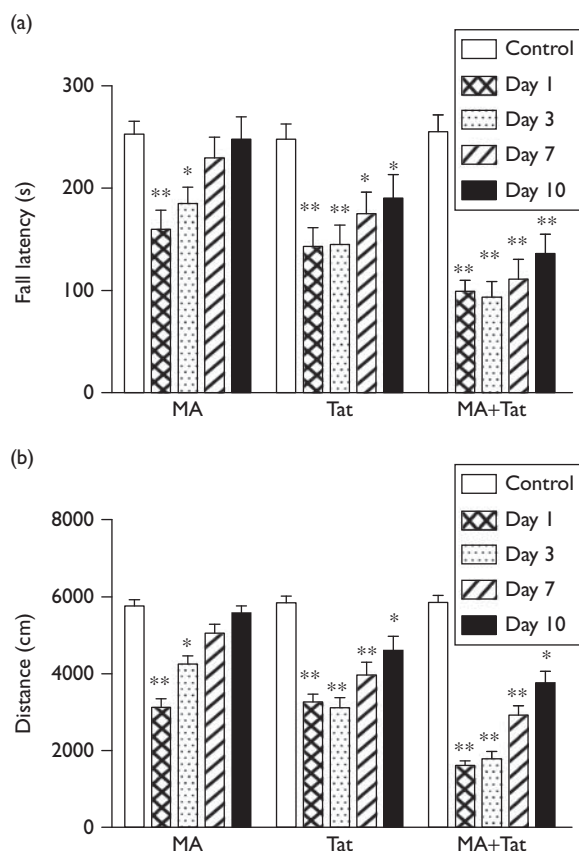 (a)
Control
Day 1
Day 3
Day 7
Day 10
300
200
100
0
Fall latency (s)
** * ** ** * * ** ** ** **
MA Tat MA+Tat
(b)
Control
Day 1
Day 3
Day 7
Day 10
8000
6000
4000
2000
0
Distance (cm)
** * ** ** ** * ** ** ** *
MA Tat MA+Tat